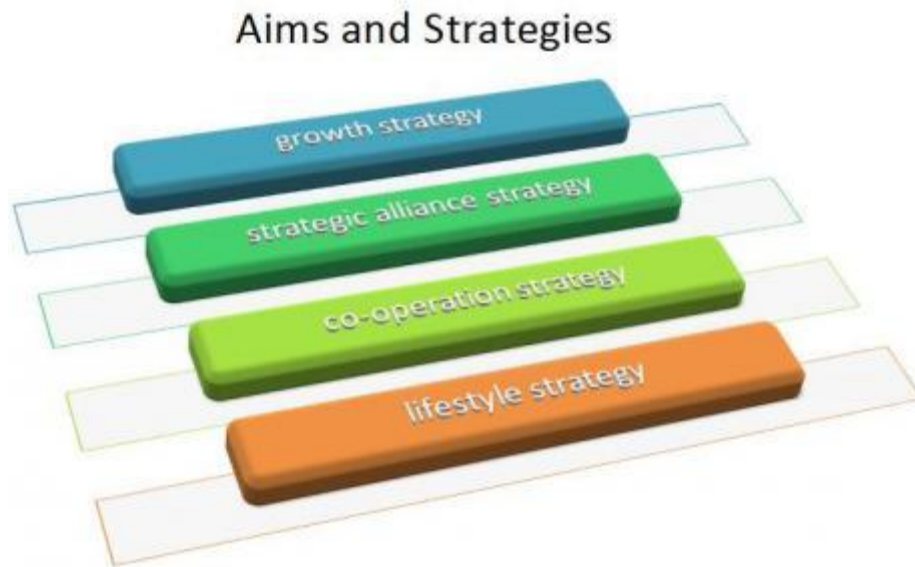 Aims and Strategies
growth strategy
strategic alliance strategy
co-operation strategy
lifestyle strategy